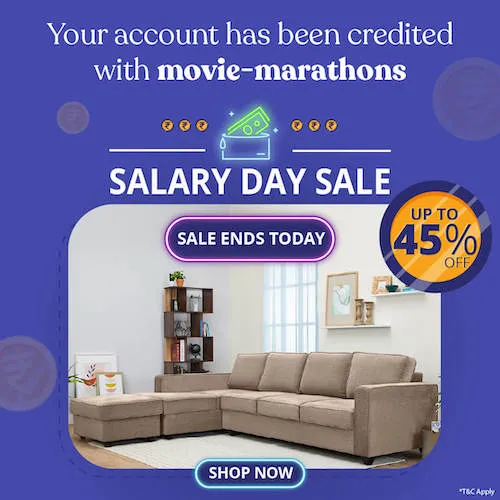 Your account has been credited
with movie-marathons
₹ ₹ ₹ ₹ ₹ ₹
SALARY DAY SALE
SALE ENDS TODAY
UP TO
45%
OFF
SHOP NOW
*T&C Apply